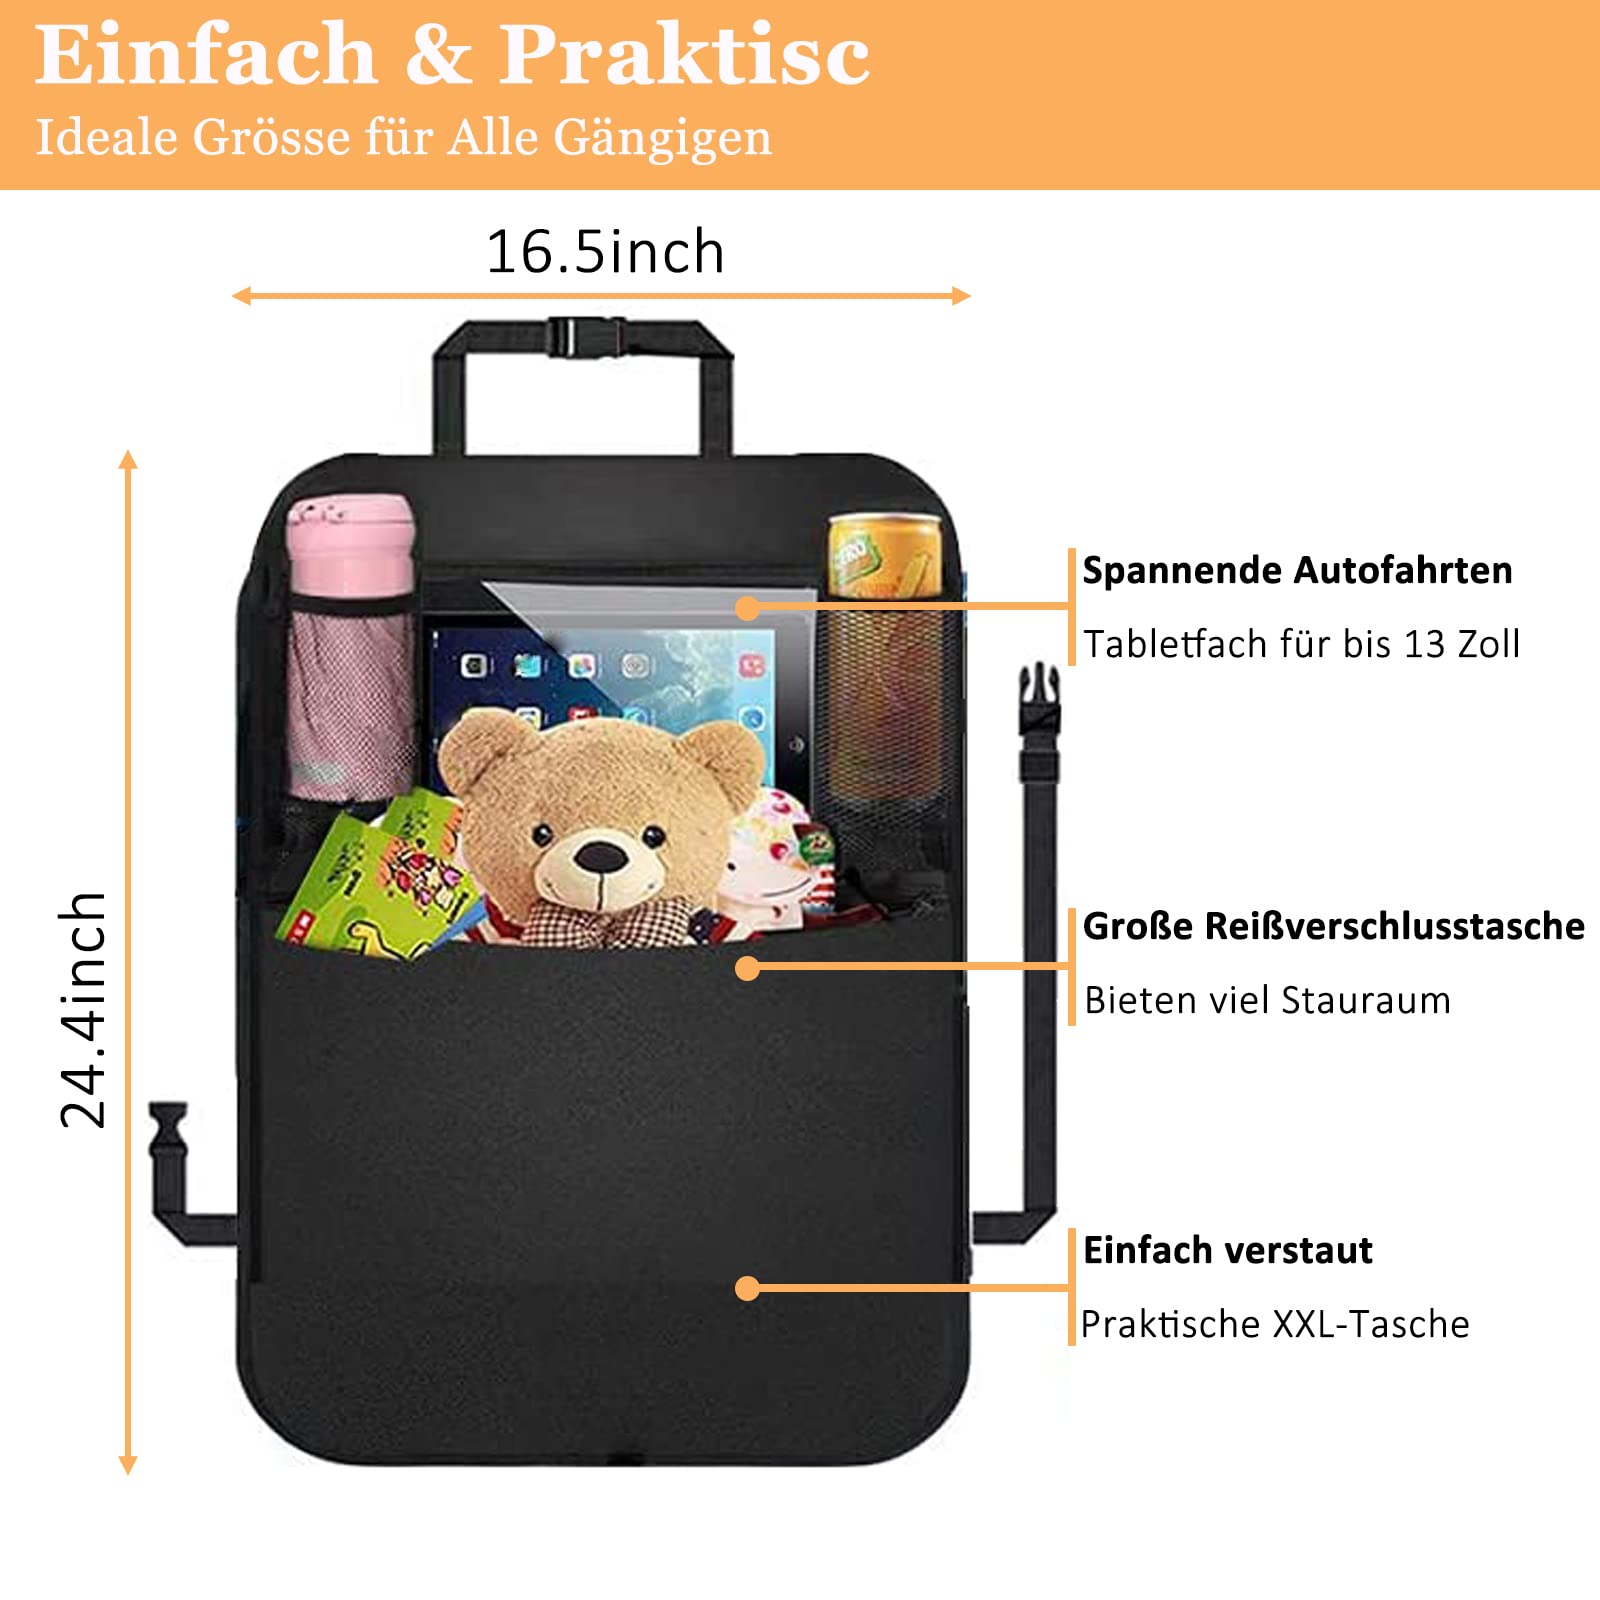 Einfach & Praktisc
Ideale Grösse für Alle Gängigen
16.5inch
24.4inch
Spannende Autofahrten
Tabletfach für bis 13 Zoll
Große Reißverschlusstasche
Bieten viel Stauraum
Einfach verstaut
Praktische XXL-Tasche